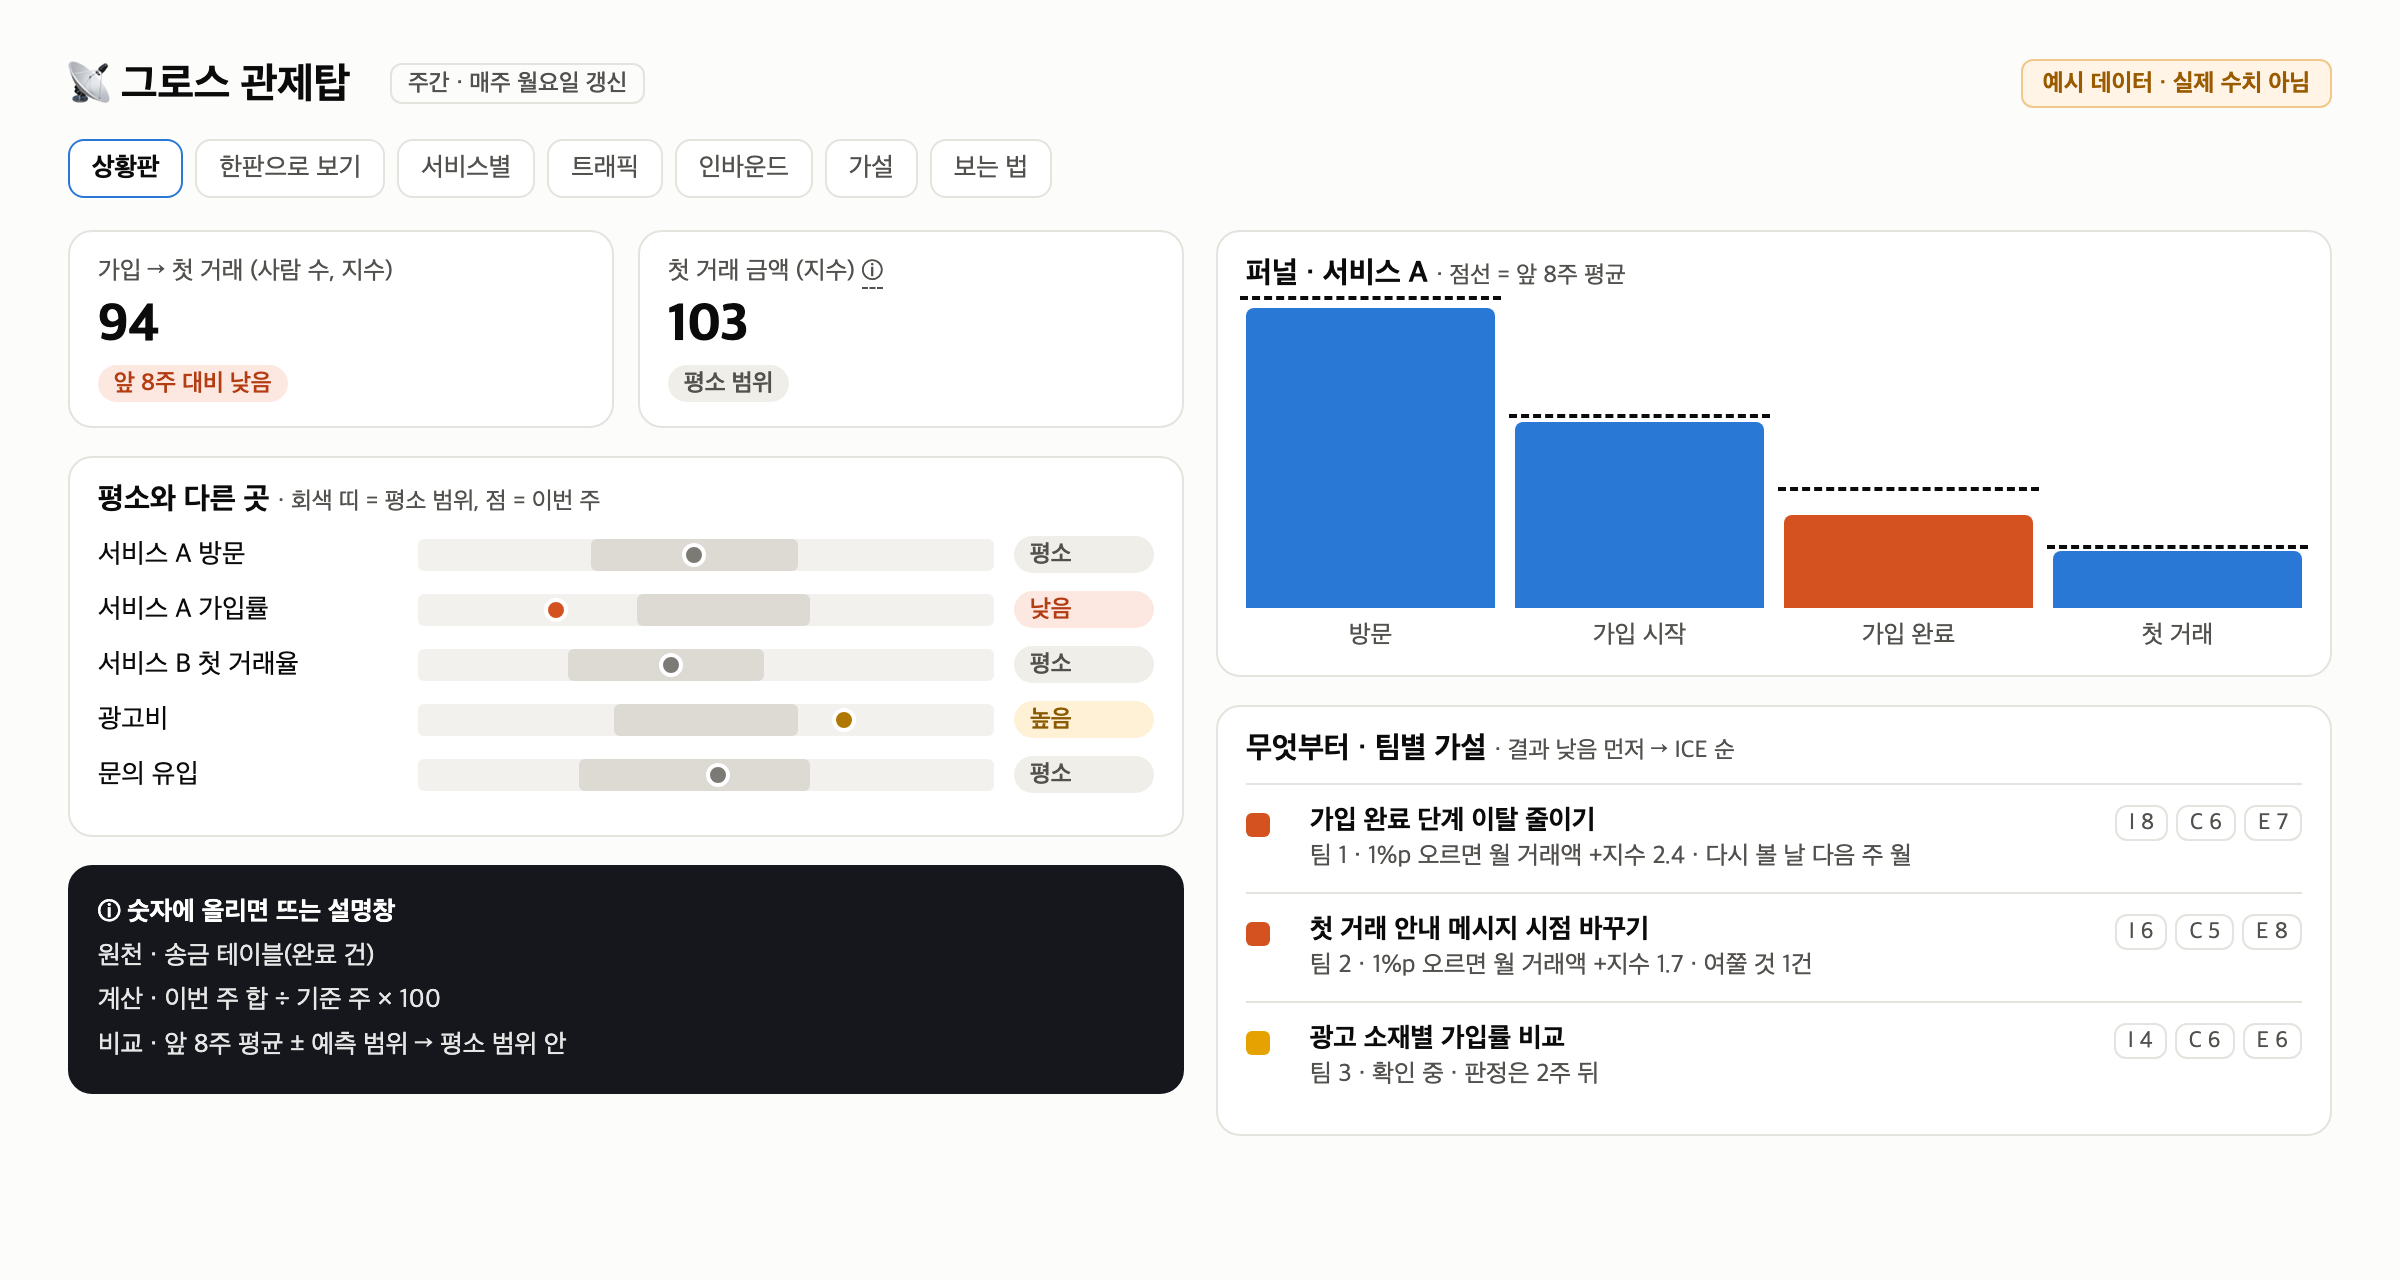 그로스 관제탑
주간 · 매주 월요일 갱신
예시 데이터 · 실제 수치 아님
상황판
한판으로 보기
서비스별
트래픽
인바운드
가설
보는 법
가입 → 첫 거래 (사람 수, 지수)
94
앞 8주 대비 낮음
첫 거래 금액 (지수) ⓘ
103
평소 범위
평소와 다른 곳 · 회색 띠 = 평소 범위, 점 = 이번 주
서비스 A 방문
평소
서비스 A 가입률
낮음
서비스 B 첫 거래율
평소
광고비
높음
문의 유입
평소
ⓘ 숫자에 올리면 뜨는 설명창
원천 · 송금 테이블(완료 건)
계산 · 이번 주 합 ÷ 기준 주 × 100
비교 · 앞 8주 평균 ± 예측 범위 → 평소 범위 안
퍼널 · 서비스 A · 점선 = 앞 8주 평균
방문
가입 시작
가입 완료
첫 거래
무엇부터 · 팀별 가설 · 결과 낮음 먼저 → ICE 순
가입 완료 단계 이탈 줄이기
I 8
C 6
E 7
팀 1 · 1%p 오르면 월 거래액 +지수 2.4 · 다시 볼 날 다음 주 월
첫 거래 안내 메시지 시점 바꾸기
I 6
C 5
E 8
팀 2 · 1%p 오르면 월 거래액 +지수 1.7 · 여쭐 것 1건
광고 소재별 가입률 비교
I 4
C 6
E 6
팀 3 · 확인 중 · 판정은 2주 뒤